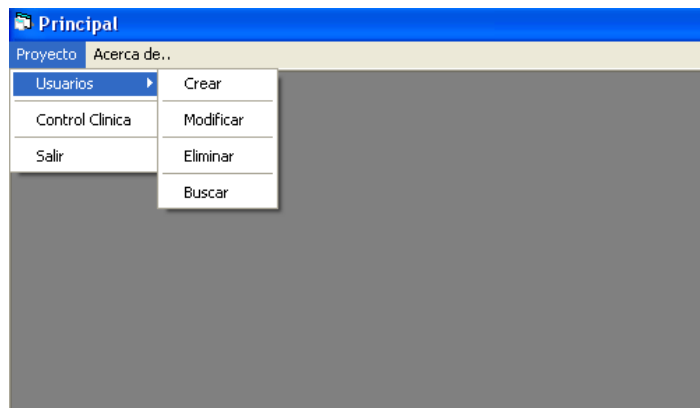 Principal
Proyecto Acerca de..
Usuarios
Control Clinica
Salir
Crear
Modificar
Eliminar
Buscar